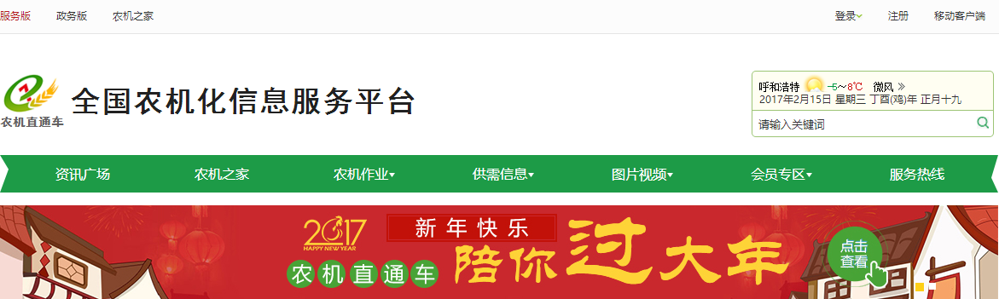 服务版 政务版 农机之家 登录 注册 移动客户端
农机直通车 全国农机化信息服务平台
呼和浩特 -5～8℃ 微风
2017年2月15日 星期三 丁酉(鸡)年 正月十九
请输入关键词
资讯广场 农机之家 农机作业 供需信息 图片视频 会员专区 服务热线
2017 新年快乐
HAPPY NEW YEAR
农机直通车 陪你过大年
点击
查看